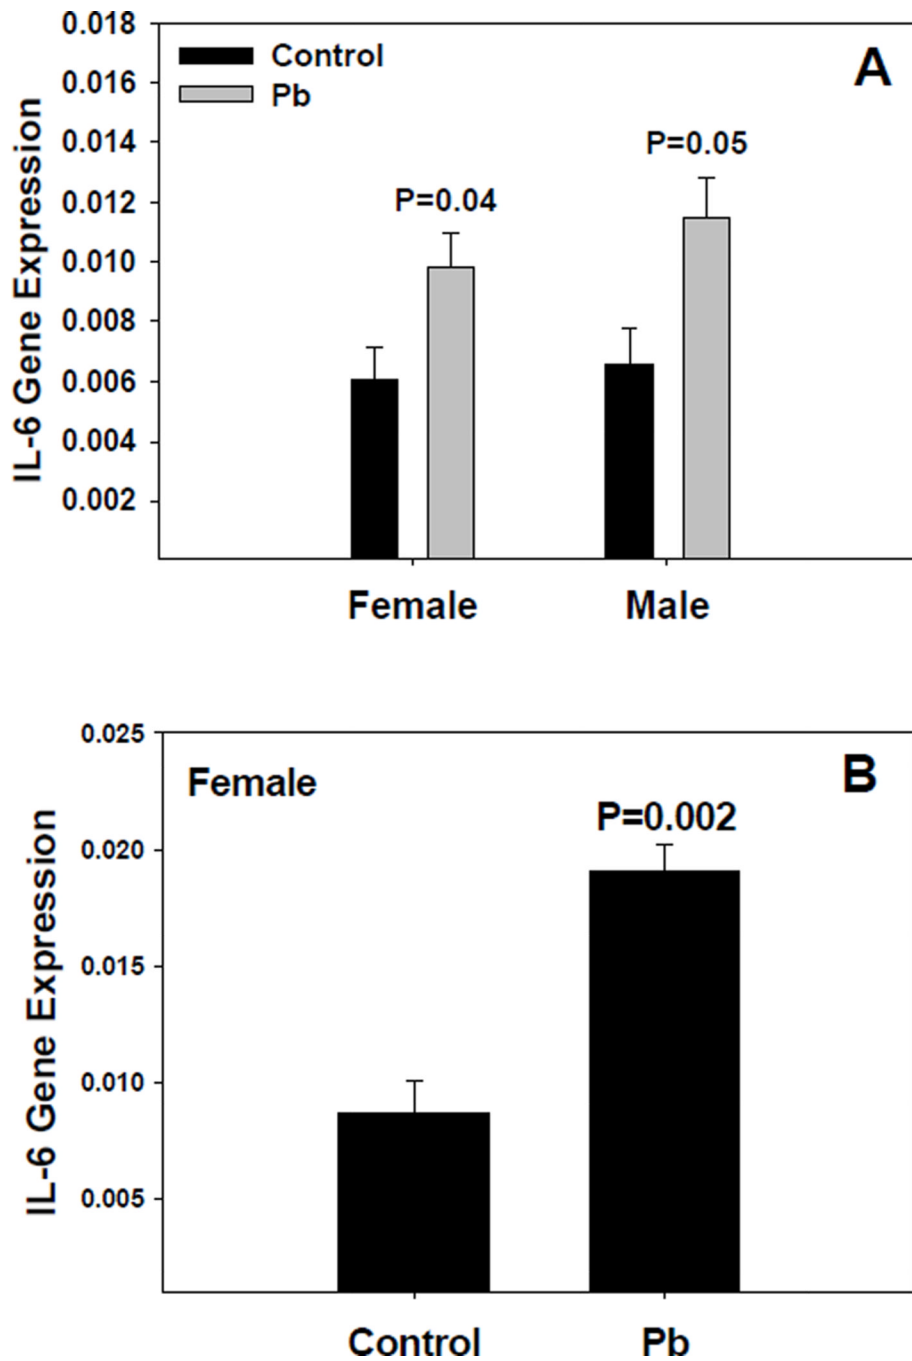 0.018
Control
A
0.016
Pb
0.014
P=0.05
0.012
P=0.04
0.010
0.008
0.006
0.004
0.002
IL-6 Gene Expression
Female
Male
0.025
Female
B
P=0.002
0.020
0.015
0.010
0.005
IL-6 Gene Expression
Control
Pb